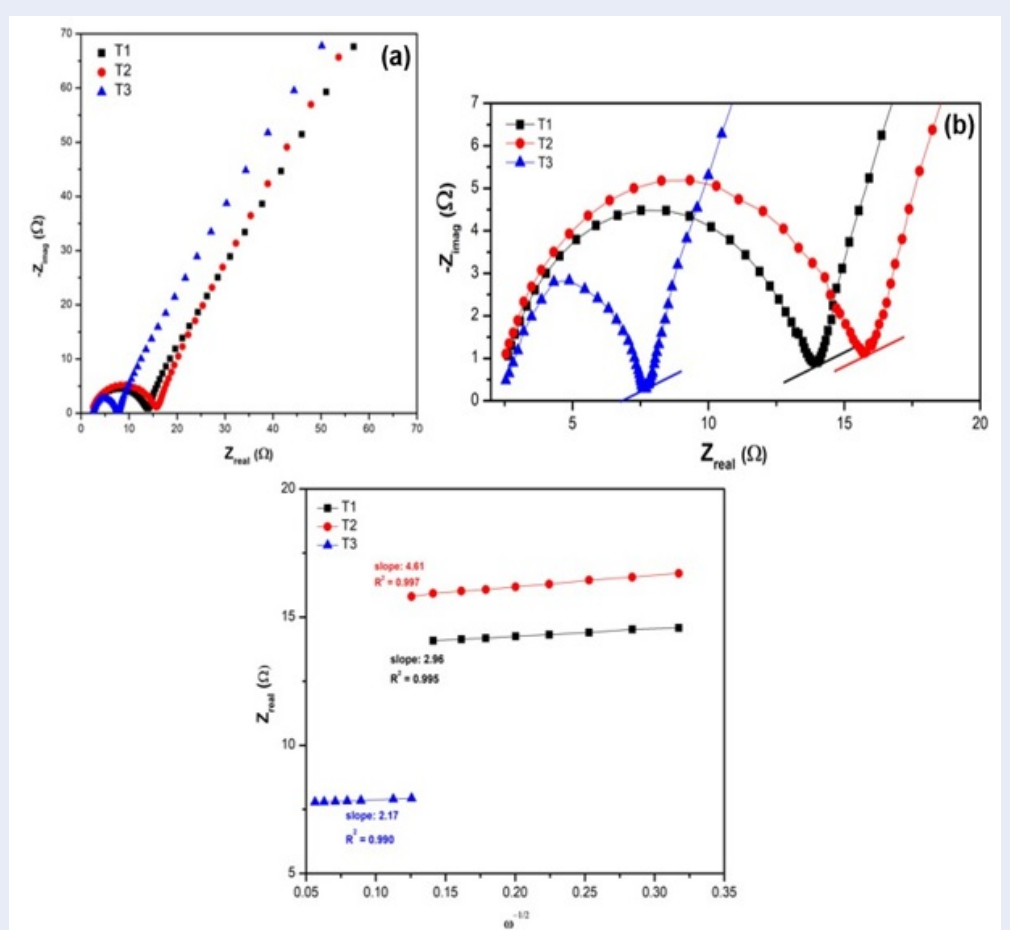 70
60
50
40
30
20
10
0
-Z_imag (Ω)
T1
T2
T3
(a)
0 10 20 30 40 50 60 70
Z_real (Ω)
7
6
5
4
3
2
1
0
-Z_imag (Ω)
T1
T2
T3
(b)
5 10 15 20
Z_real (Ω)
20
15
10
5
Z_real (Ω)
T1
T2
T3
slope: 4.61
R² = 0.997
slope: 2.96
R² = 0.995
slope: 2.17
R² = 0.990
0.05 0.10 0.15 0.20 0.25 0.30 0.35
ω⁻¹/²